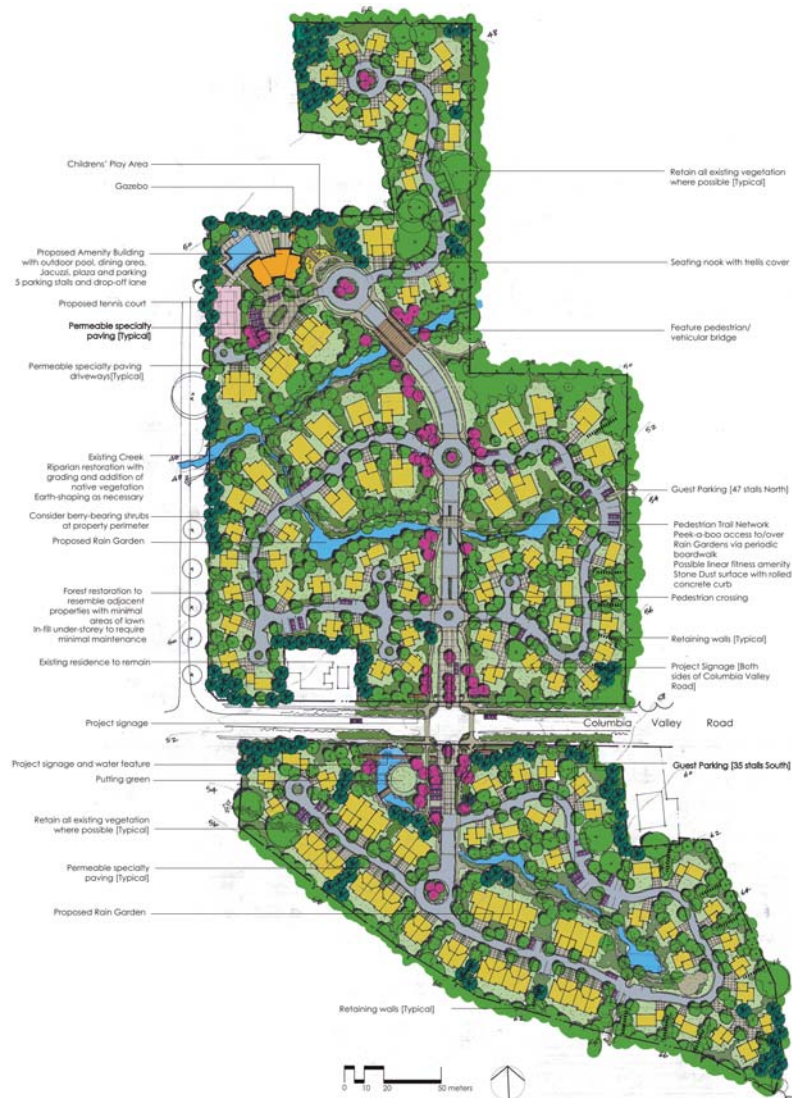 Childrens' Play Area
Gazebo
Proposed Amenity Building
with outdoor pool, dining area,
Jacuzzi, plaza and parking
5 parking stalls and drop-off lane
Proposed tennis court
Permeable specialty
paving [Typical]
Permeable specialty paving
driveways[Typical]
Existing Creek
Riparian restoration with
grading and addition of
native vegetation
Earth-shaping as necessary
Consider berry-bearing shrubs
at property perimeter
Proposed Rain Garden
Forest restoration to
resemble adjacent
properties with minimal
areas of lawn
In-fill under-storey to require
minimal maintenance
Existing residence to remain
Project signage
Project signage and water feature
Putting green
Retain all existing vegetation
where possible [Typical]
Permeable specialty
paving [Typical]
Proposed Rain Garden
Retaining walls [Typical]
Retain all existing vegetation
where possible [Typical]
Seating nook with trellis cover
Feature pedestrian/
vehicular bridge
Guest Parking [47 stalls North]
Pedestrian Trail Network
Peek-a-boo access to/over
Rain Gardens via periodic
boardwalk
Possible linear fitness amenity
Stone Dust surface with rolled
concrete curb
Pedestrian crossing
Retaining walls [Typical]
Project Signage [Both
sides of Columbia Valley
Road]
Columbia Valley Road
Guest Parking [35 stalls South]
48
60
50
52
52
54
60
62
64
0 10 20 50 meters